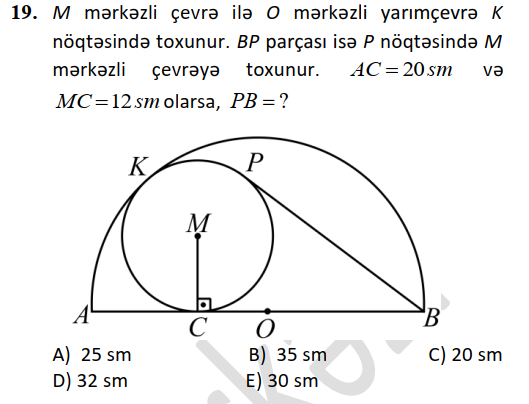 19. M mərkəzli çevrə ilə O mərkəzli yarımçevrə K
nöqtəsində toxunur. BP parçası isə P nöqtəsində M
mərkəzli çevrəyə toxunur. AC = 20 sm və
MC = 12 sm olarsa, PB = ?
K
P
M
A
C
O
B
A) 25 sm B) 35 sm C) 20 sm
D) 32 sm E) 30 sm